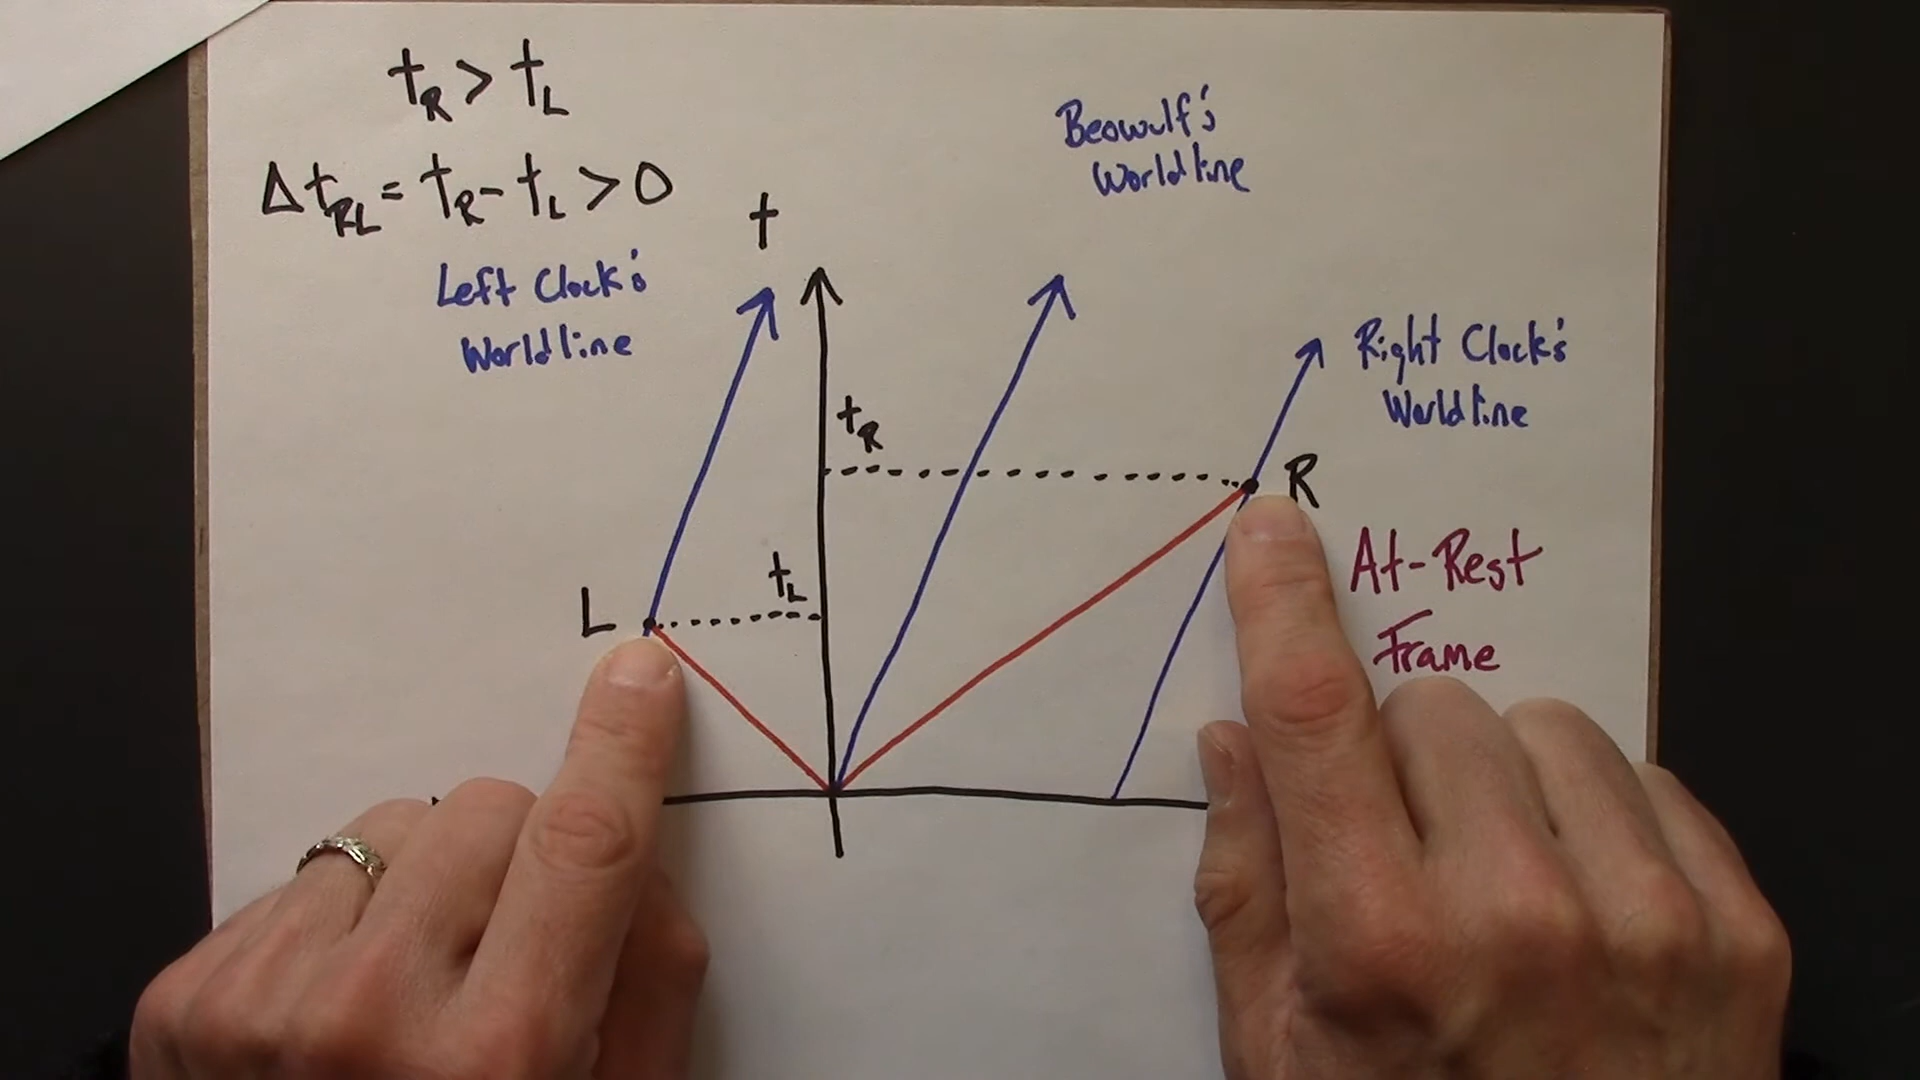 t_R > t_L
Δt_RL = t_R - t_L > 0
Beowulf's
Worldline
t
Left Clock's
Worldline
Right Clock's
Worldline
t_R
R
At-Rest
Frame
t_L
L